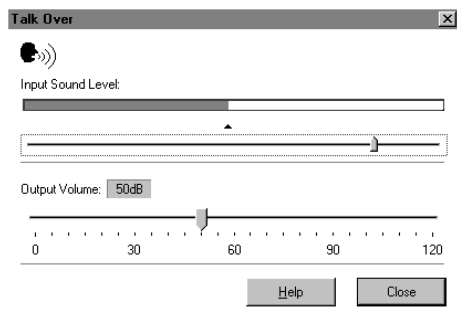 Talk Over
Input Sound Level:
Output Volume: 50dB
0 30 60 90 120
Help Close